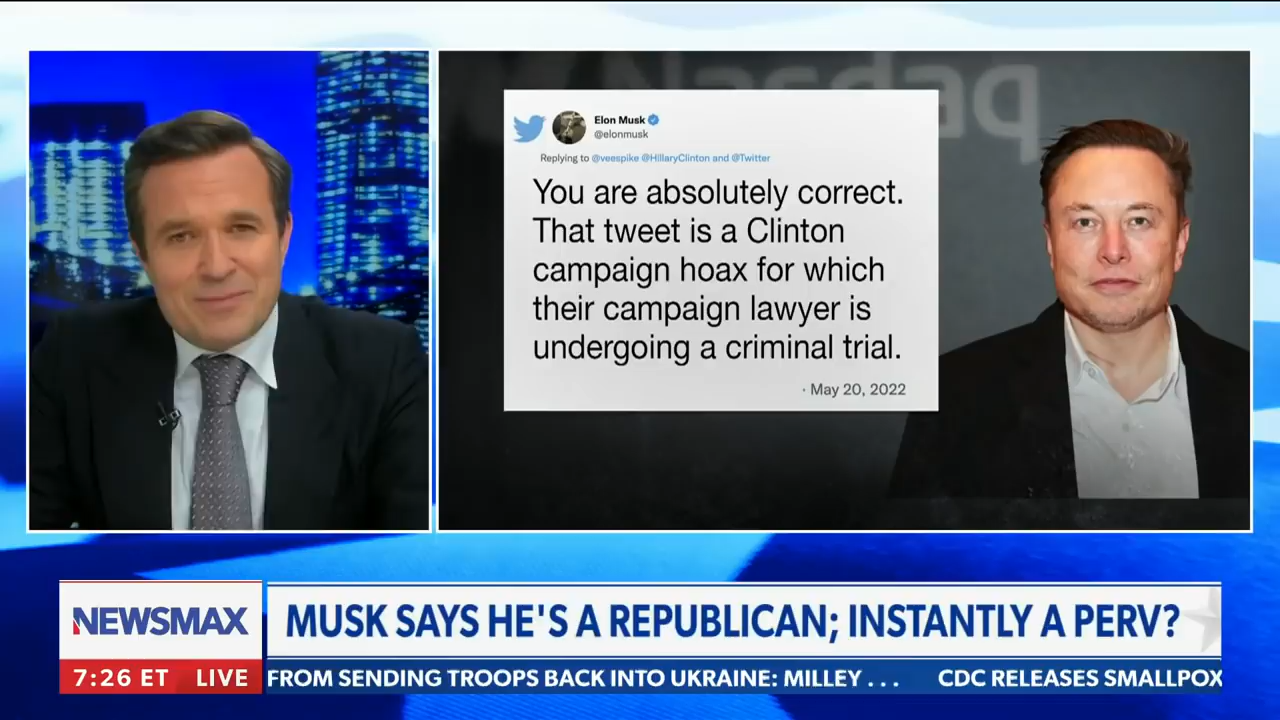 Nasdaq
Elon Musk
@elonmusk
Replying to @veespike @HillaryClinton and @Twitter
You are absolutely correct.
That tweet is a Clinton
campaign hoax for which
their campaign lawyer is
undergoing a criminal trial.
· May 20, 2022
NEWSMAX
MUSK SAYS HE'S A REPUBLICAN; INSTANTLY A PERV?
7:26 ET LIVE
FROM SENDING TROOPS BACK INTO UKRAINE: MILLEY . . . CDC RELEASES SMALLPOX